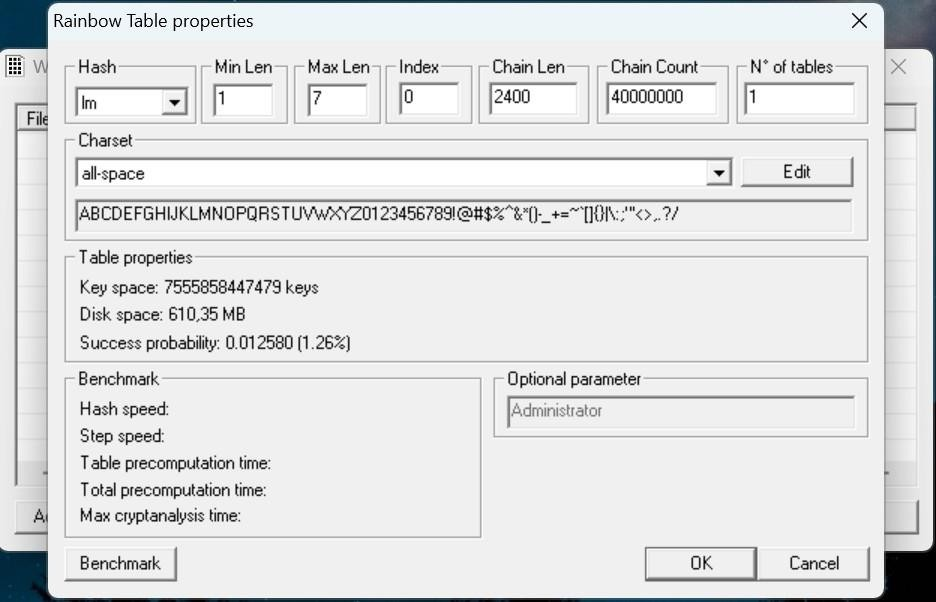 Rainbow Table properties
W
File
Hash
Min Len
Max Len
Index
Chain Len
Chain Count
N° of tables
lm
1
7
0
2400
40000000
1
Charset
all-space
Edit
ABCDEFGHIJKLMNOPQRSTUVWXYZ0123456789!@#$%^&*()-_+=~`[]{}|\:;'"<>,.?/
Table properties
Key space: 7555858447479 keys
Disk space: 610,35 MB
Success probability: 0.012580 (1.26%)
Benchmark
Optional parameter
Hash speed:
Administrator
Step speed:
Table precomputation time:
Total precomputation time:
Max cryptanalysis time:
Benchmark
OK
Cancel